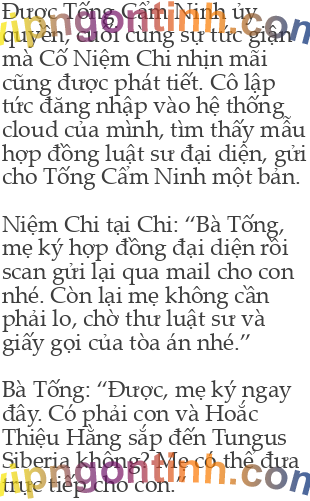 Được Tống Cẩm Ninh ủy
quyền, cuối cùng sự tức giận
mà Cố Niệm Chi nhịn mãi
cũng được phát tiết. Cô lập
tức đăng nhập vào hệ thống
cloud của mình, tìm thấy mẫu
hợp đồng luật sư đại diện, gửi
cho Tống Cẩm Ninh một bản.
Niệm Chi tại Chi: “Bà Tống,
mẹ ký hợp đồng đại diện rồi
scan gửi lại qua mail cho con
nhé. Còn lại mẹ không cần
phải lo, chờ thư luật sư và
giấy gọi của tòa án nhé.”
Bà Tống: “Được, mẹ ký ngay
đây. Có phải con và Hoắc
Thiệu Hằng sắp đến Tungus
Siberia không? Mẹ có thể đưa
trực tiếp cho con.”
vipngontinh.com
vipngontinh.com